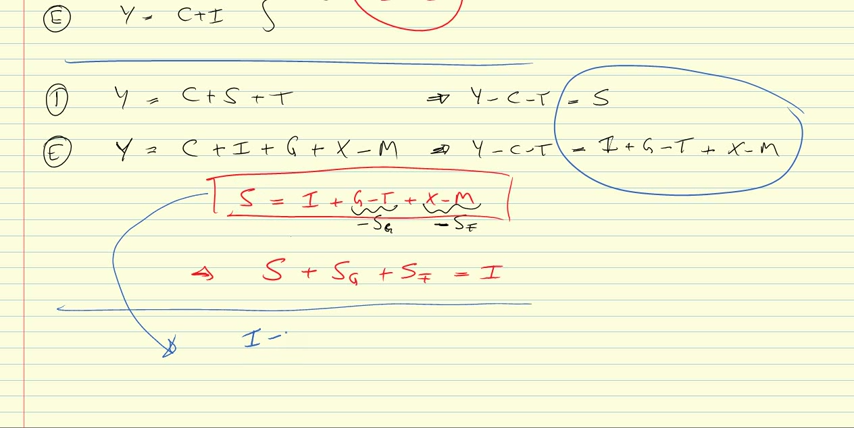 Ⓔ Y = C+I }
Ⓘ Y = C+S+T ⇒ Y-C-T = S
Ⓔ Y = C+I+G+X-M ⇒ Y-C-T = I+G-T+X-M
S = I + G-T + X-M
-S_G -S_F
⇒ S + S_G + S_F = I
I -